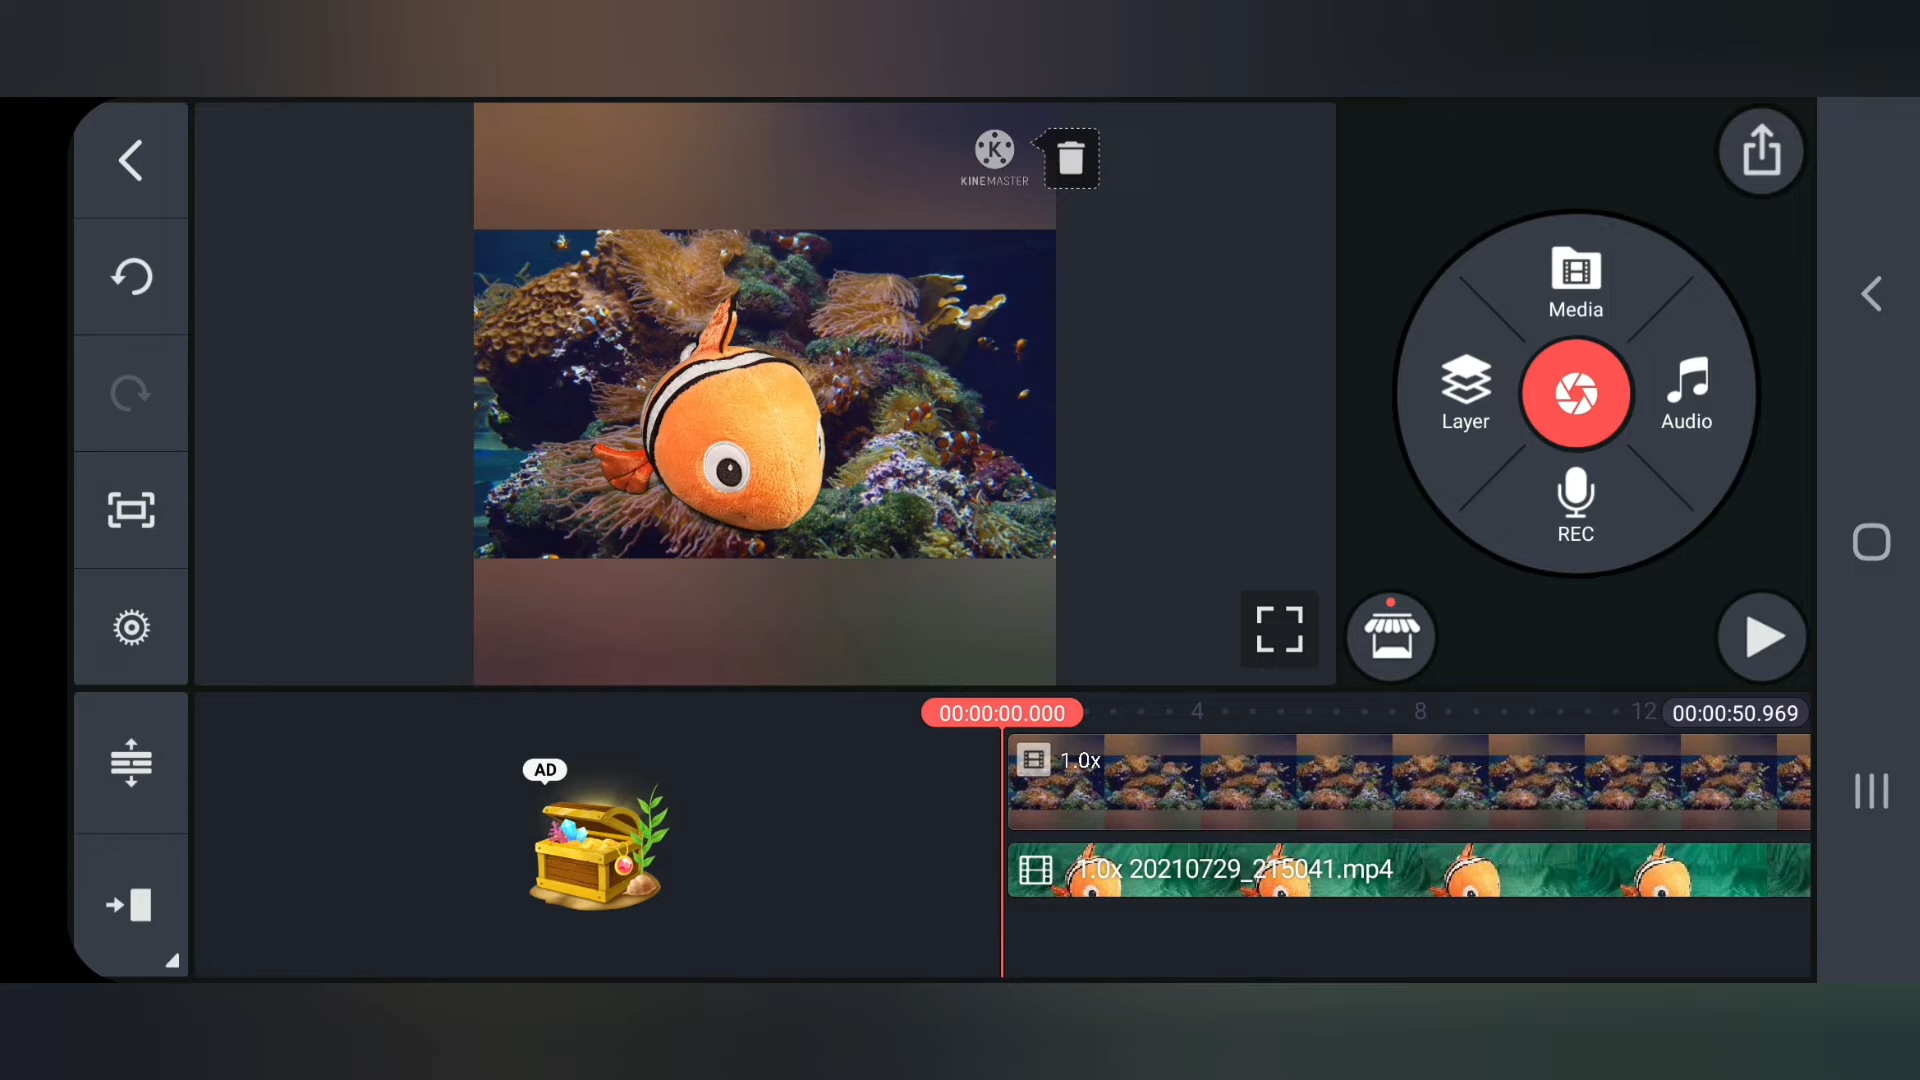 K
KINEMASTER
Media
Layer
Audio
REC
00:00:00.000
4
8
12
00:00:50.969
AD
1.0x
1.0x 20210729_215041.mp4